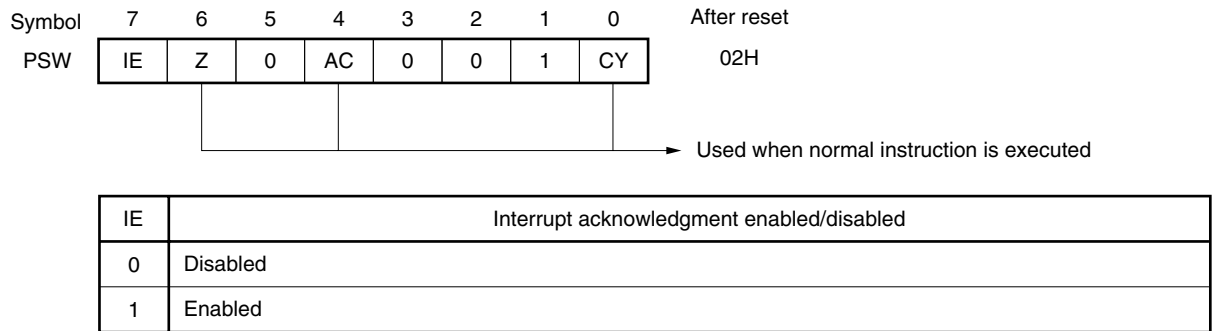 Symbol 7 6 5 4 3 2 1 0 After reset
PSW IE Z 0 AC 0 0 1 CY 02H
Used when normal instruction is executed
IE Interrupt acknowledgment enabled/disabled
0 Disabled
1 Enabled